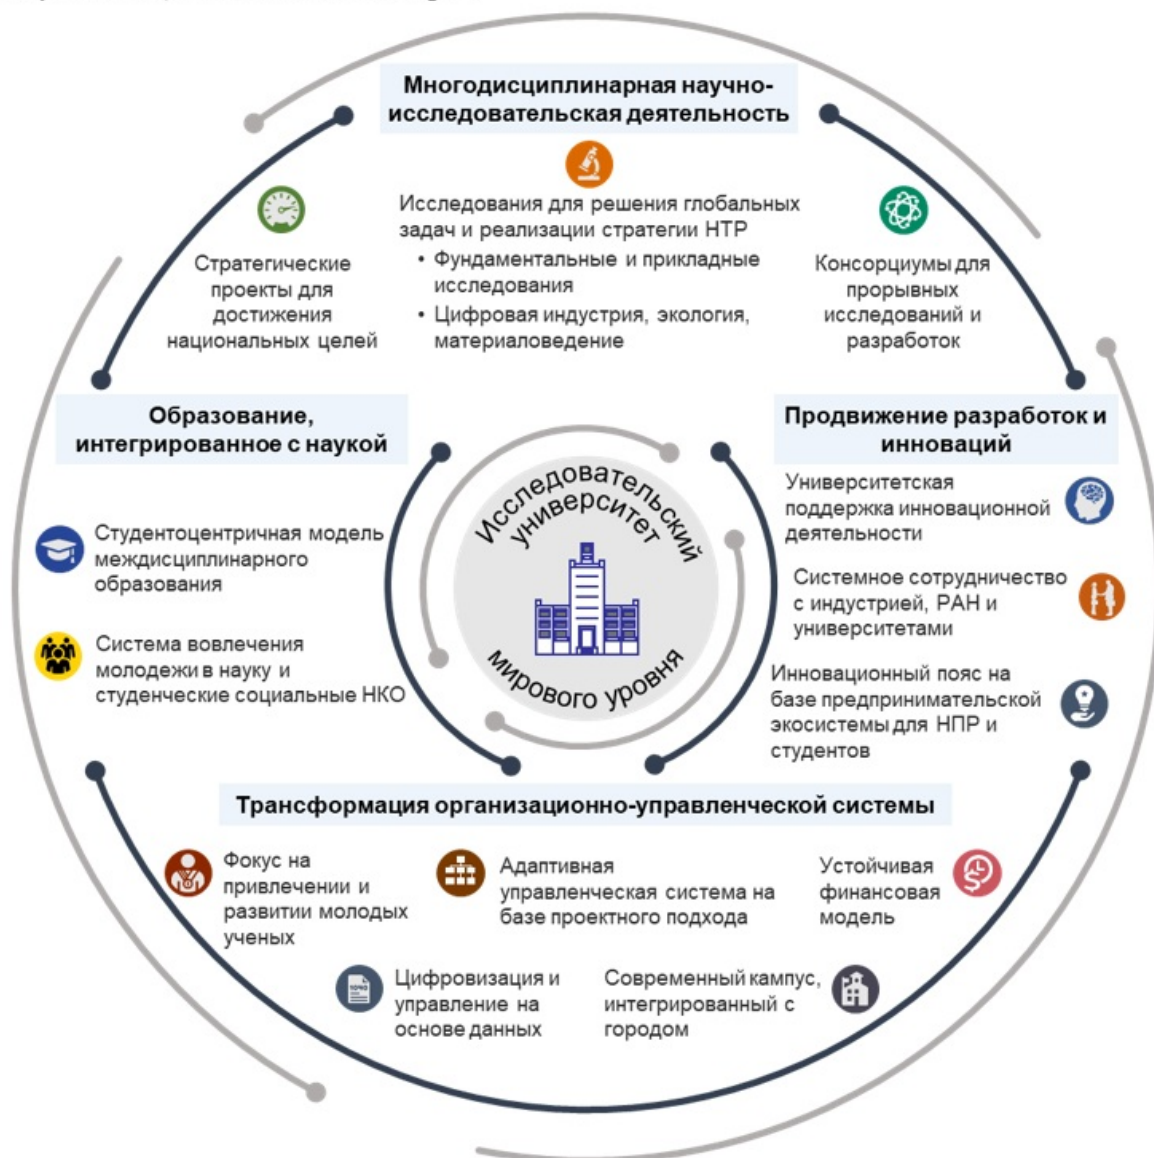 Многодисциплинарная научно-
исследовательская деятельность
Стратегические
проекты для
достижения
национальных целей
Исследования для решения глобальных
задач и реализации стратегии НТР
• Фундаментальные и прикладные
исследования
• Цифровая индустрия, экология,
материаловедение
Консорциумы для
прорывных
исследований и
разработок
Образование,
интегрированное с наукой
Студентоцентричная модель
междисциплинарного
образования
Система вовлечения
молодежи в науку и
студенческие социальные НКО
Исследовательский
университет
мирового уровня
Продвижение разработок и
инноваций
Университетская
поддержка инновационной
деятельности
Системное сотрудничество
с индустрией, РАН и
университетами
Инновационный пояс на
базе предпринимательской
экосистемы для НПР и
студентов
Трансформация организационно-управленческой системы
Фокус на
привлечении и
развитии молодых
ученых
Адаптивная
управленческая система на
базе проектного подхода
Устойчивая
финансовая
модель
Цифровизация и
управление на
основе данных
Современный кампус,
интегрированный с
городом